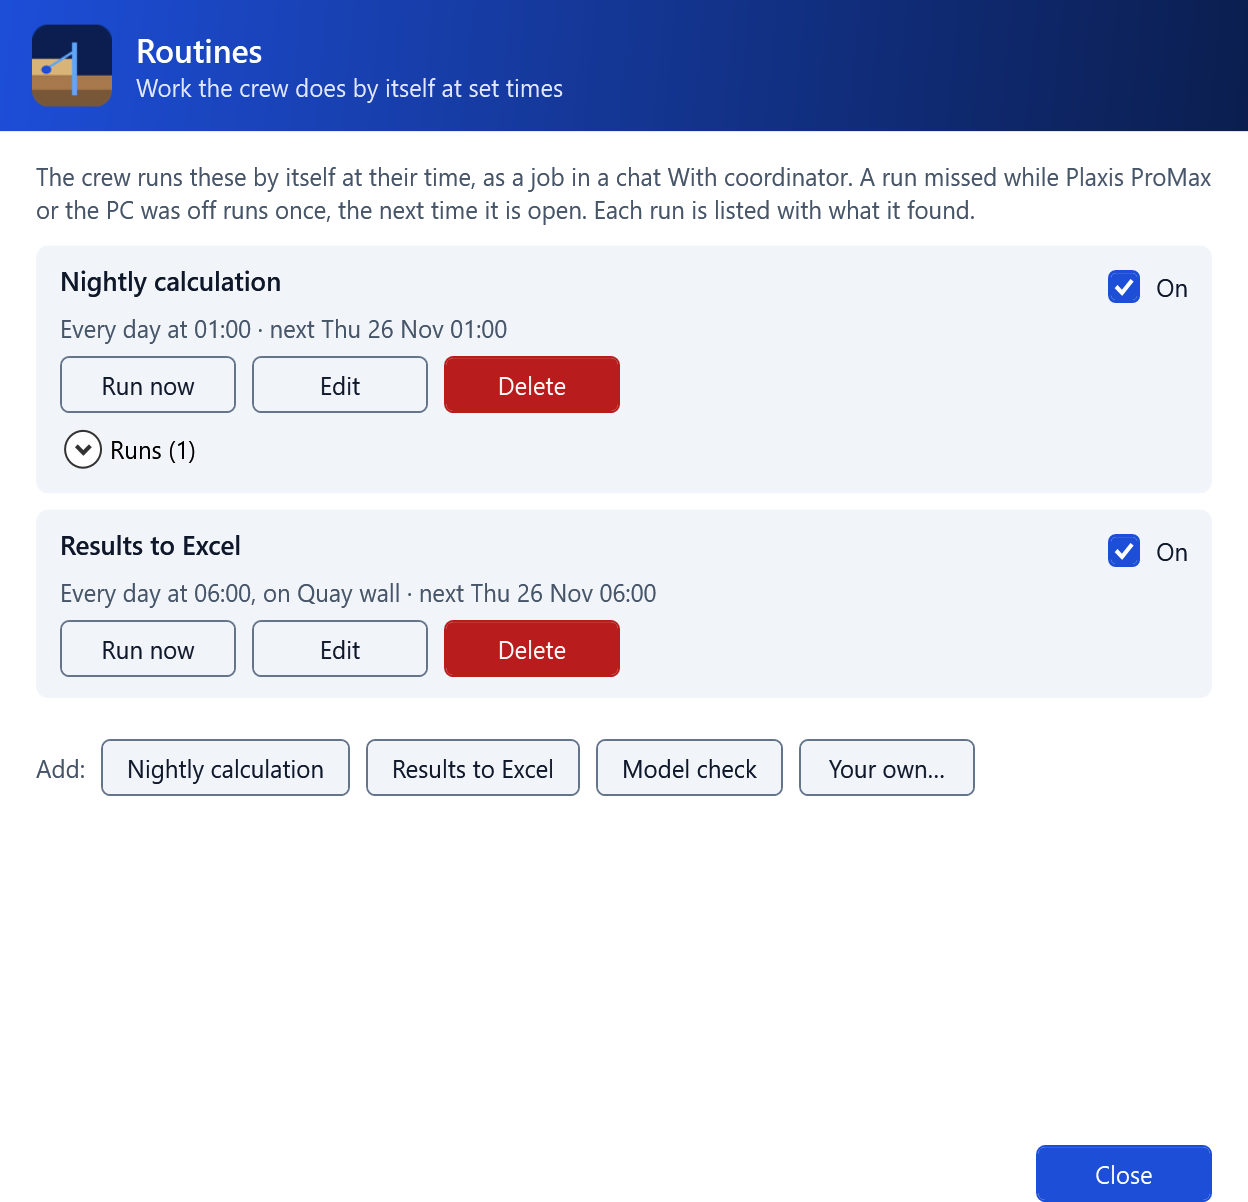 Routines
Work the crew does by itself at set times
The crew runs these by itself at their time, as a job in a chat With coordinator. A run missed while Plaxis ProMax
or the PC was off runs once, the next time it is open. Each run is listed with what it found.
Nightly calculation
On
Every day at 01:00 · next Thu 26 Nov 01:00
Run now
Edit
Delete
Runs (1)
Results to Excel
On
Every day at 06:00, on Quay wall · next Thu 26 Nov 06:00
Run now
Edit
Delete
Add:
Nightly calculation
Results to Excel
Model check
Your own...
Close